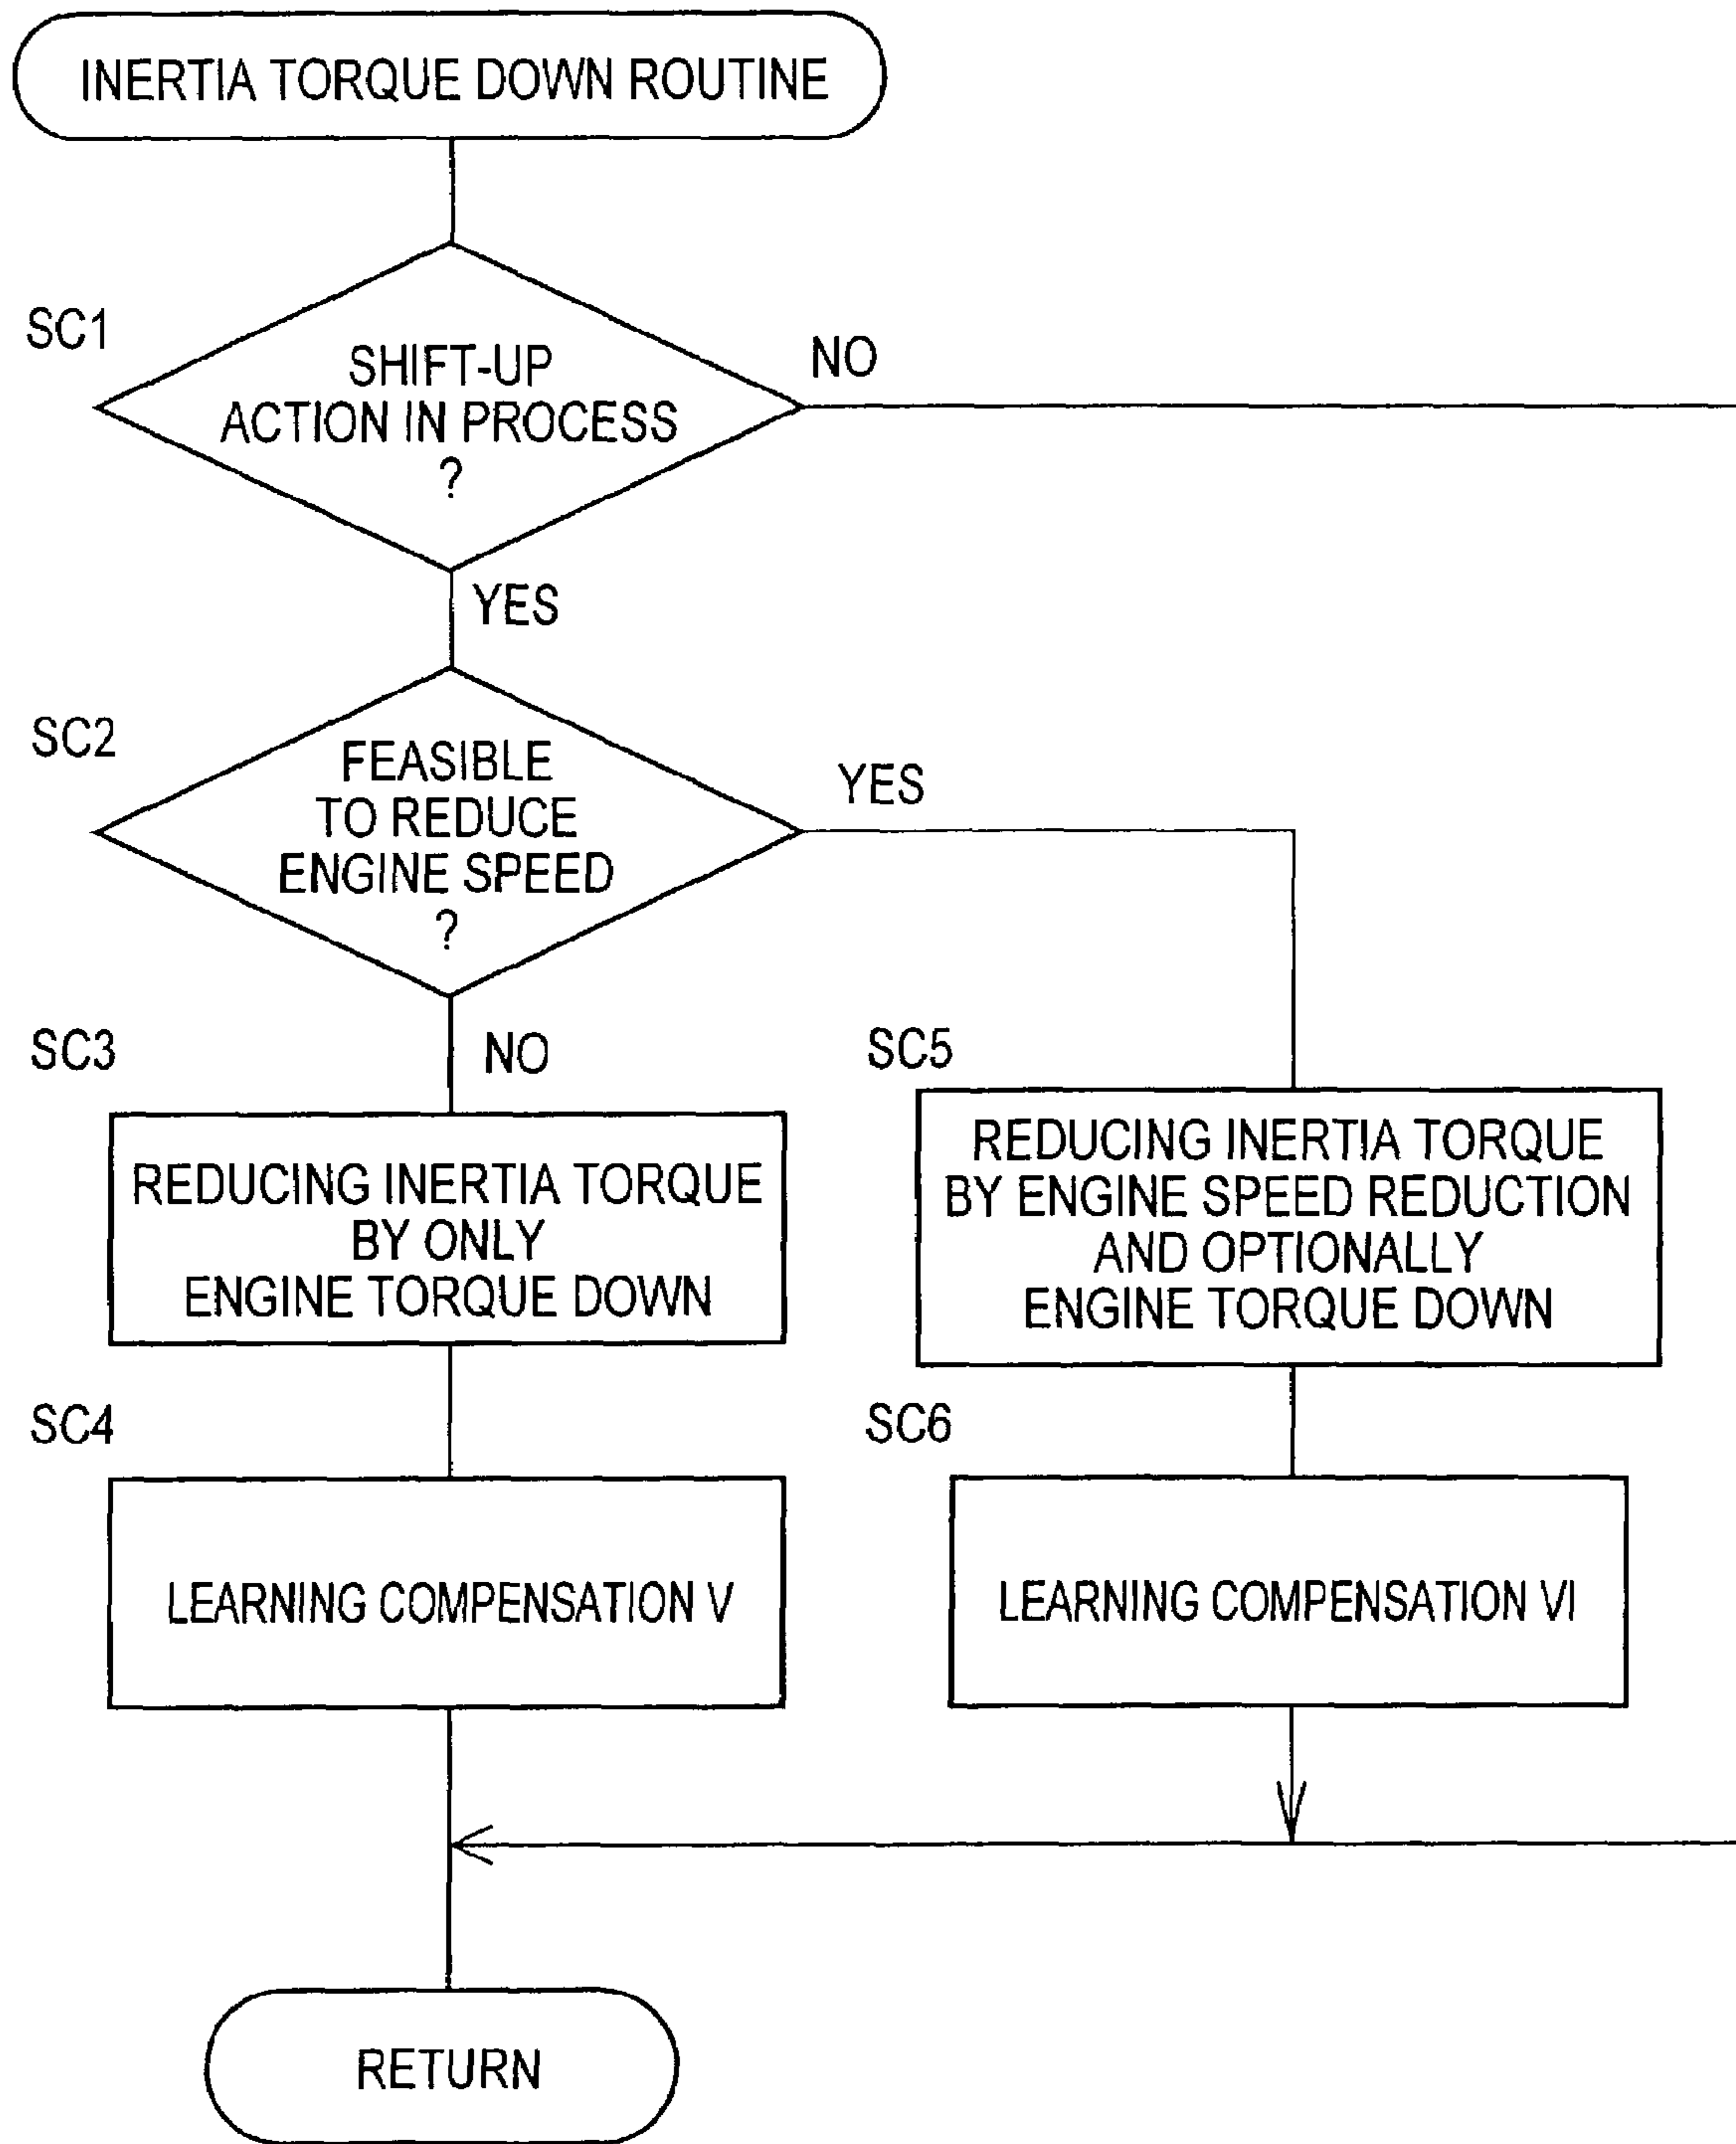 INERTIA TORQUE DOWN ROUTINE
SC1
SHIFT-UP
ACTION IN PROCESS
?
NO
YES
SC2
FEASIBLE
TO REDUCE
ENGINE SPEED
?
YES
NO
SC3
REDUCING INERTIA TORQUE
BY ONLY
ENGINE TORQUE DOWN
SC5
REDUCING INERTIA TORQUE
BY ENGINE SPEED REDUCTION
AND OPTIONALLY
ENGINE TORQUE DOWN
SC4
LEARNING COMPENSATION V
SC6
LEARNING COMPENSATION VI
RETURN